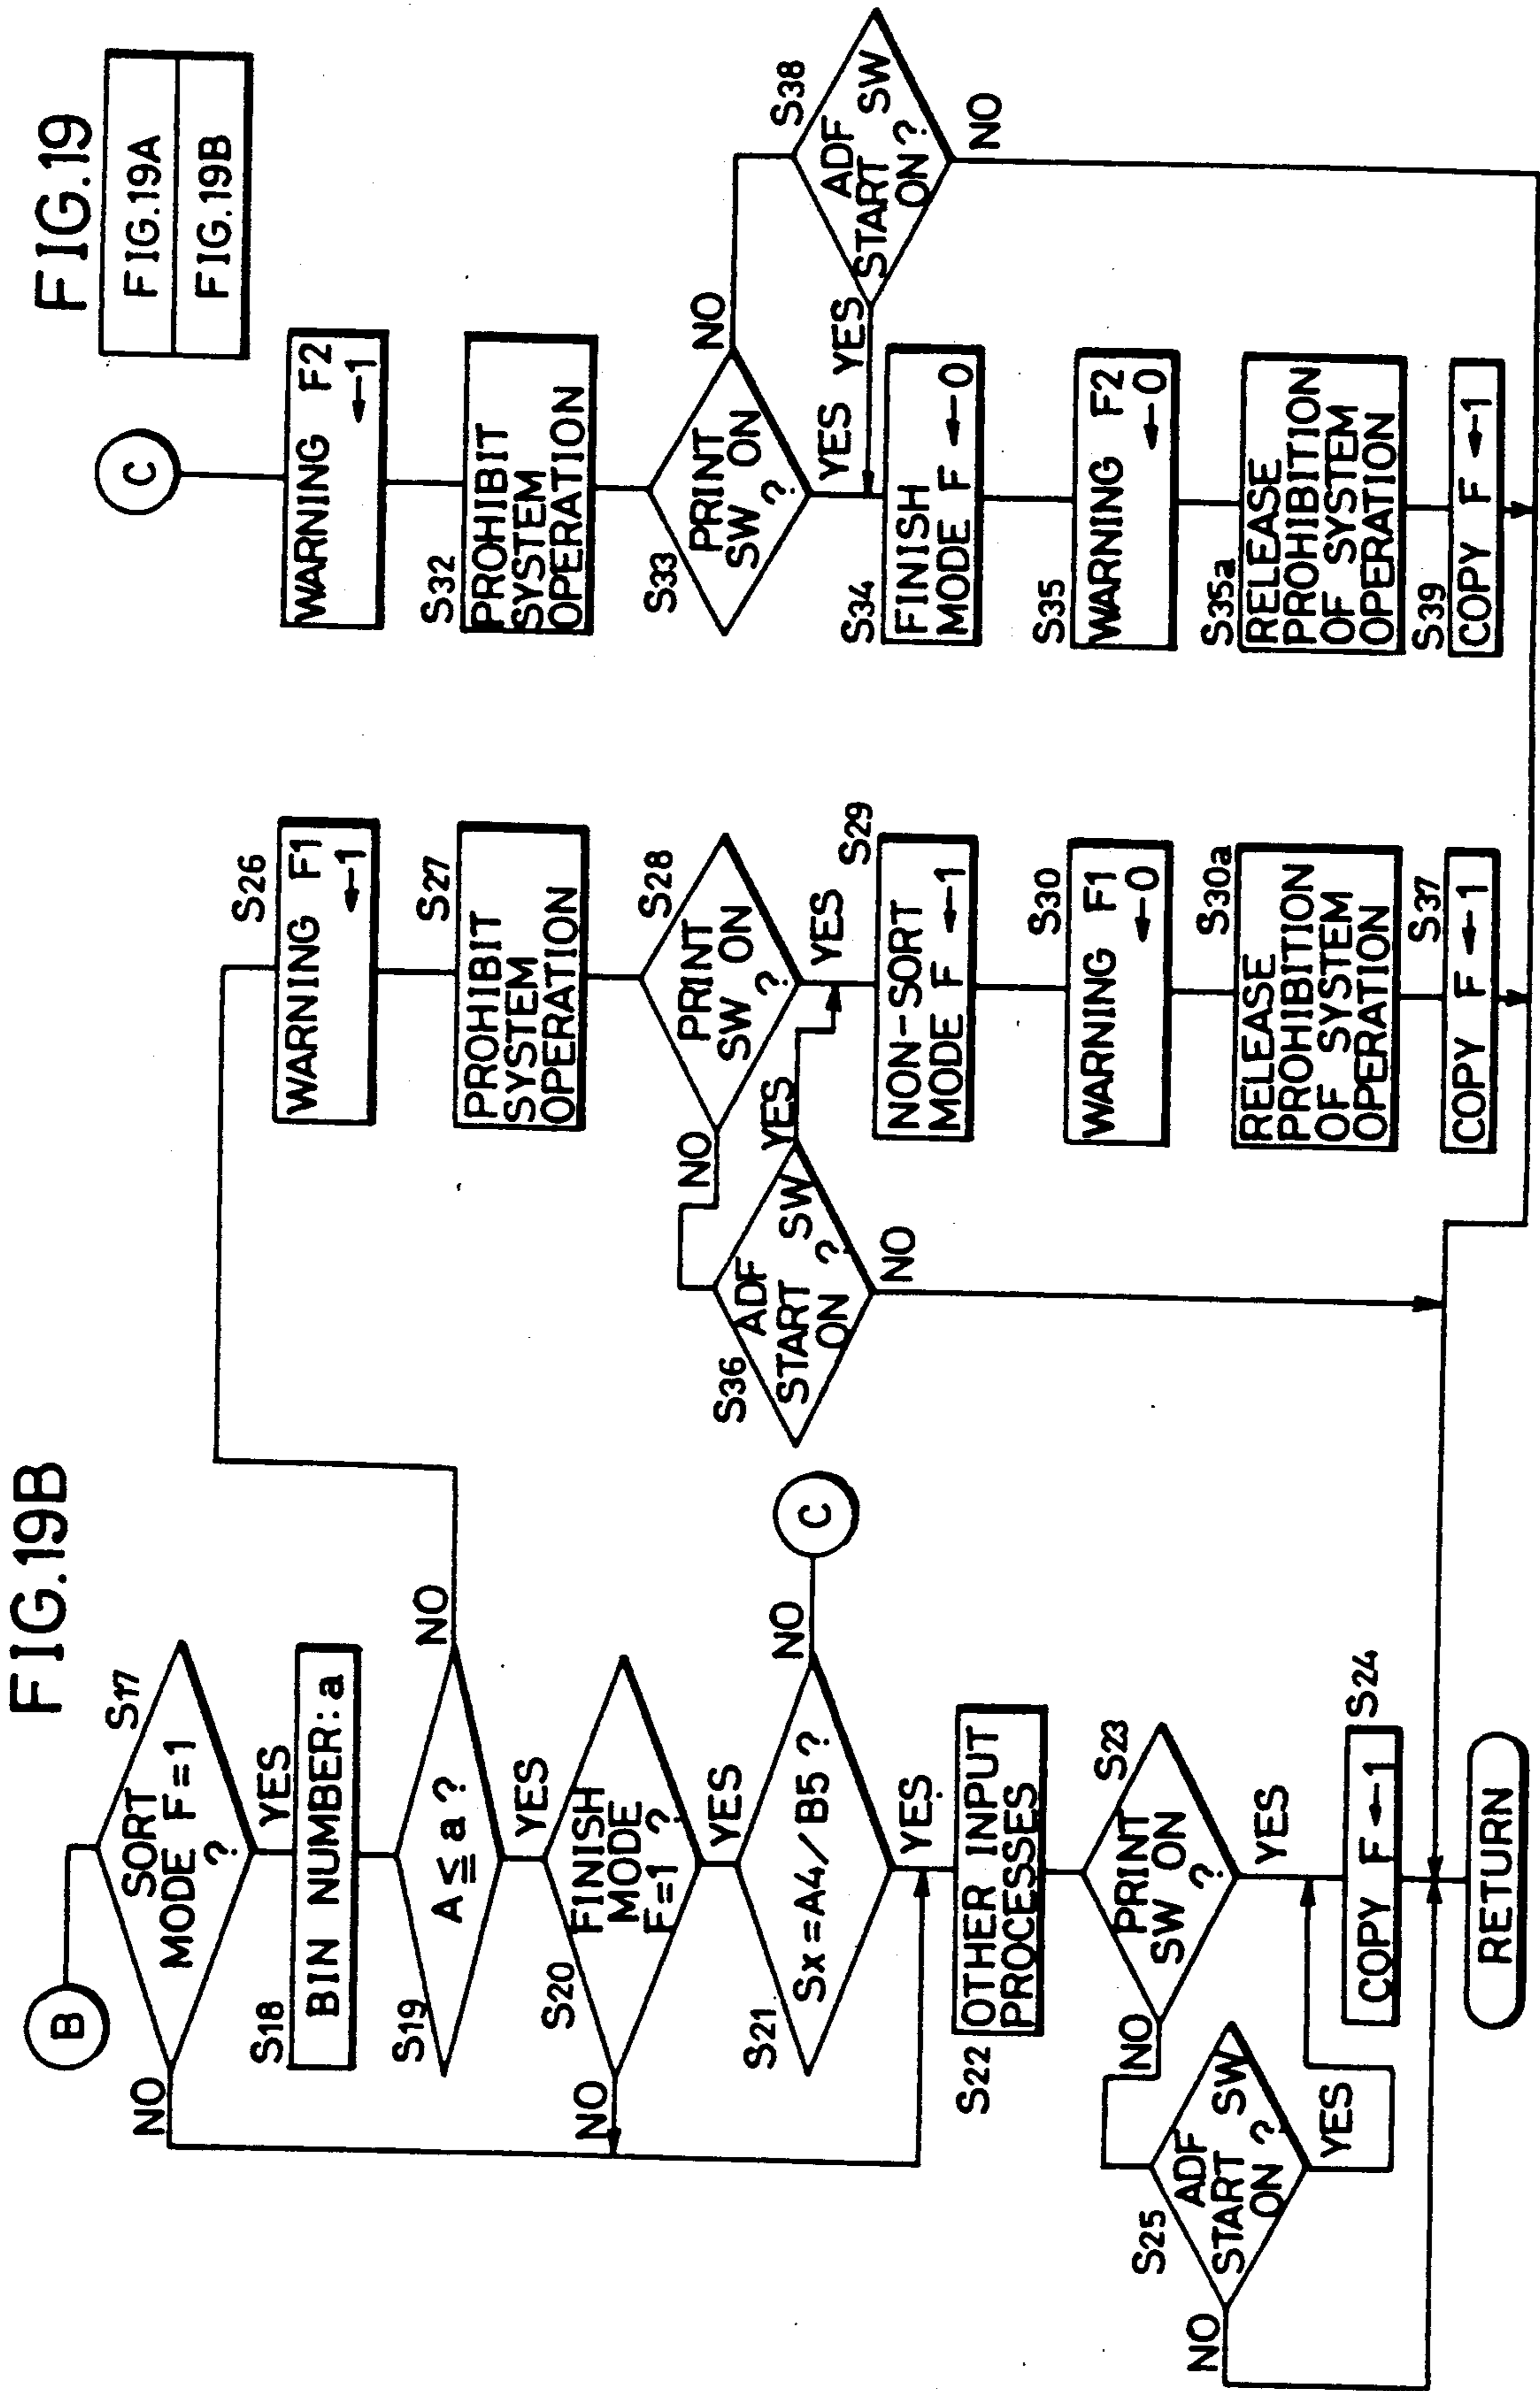 FIG.19B
B
S17
SORT
MODE F=1
?
NO
YES
S18
BIN NUMBER: a
S19
A ≦ a ?
NO
YES
S20
FINISH
MODE
F=1 ?
NO
YES
S21
Sx=A4/B5 ?
NO
C
YES
S22
OTHER INPUT
PROCESSES
S23
PRINT
SW ON
?
NO
YES
S25
ADF
START SW
ON ?
NO
YES
S24
COPY F ←1
RETURN
S26
WARNING F1
←1
S27
PROHIBIT
SYSTEM
OPERATION
S28
PRINT
SW ON
?
NO
YES
S36
ADF
START SW
ON ?
YES
NO
S29
NON-SORT
MODE F ←1
S30
WARNING F1
←0
S30a
RELEASE
PROHIBITION
OF SYSTEM
OPERATION
S37
COPY F ←1
FIG.19
FIG.19A
FIG.19B
C
WARNING F2
←1
S32
PROHIBIT
SYSTEM
OPERATION
S33
PRINT
SW ON
?
NO
YES
S38
ADF
START SW
ON ?
YES
NO
S34
FINISH
MODE F ←0
S35
WARNING F2
←0
S35a
RELEASE
PROHIBITION
OF SYSTEM
OPERATION
S39
COPY F ←1